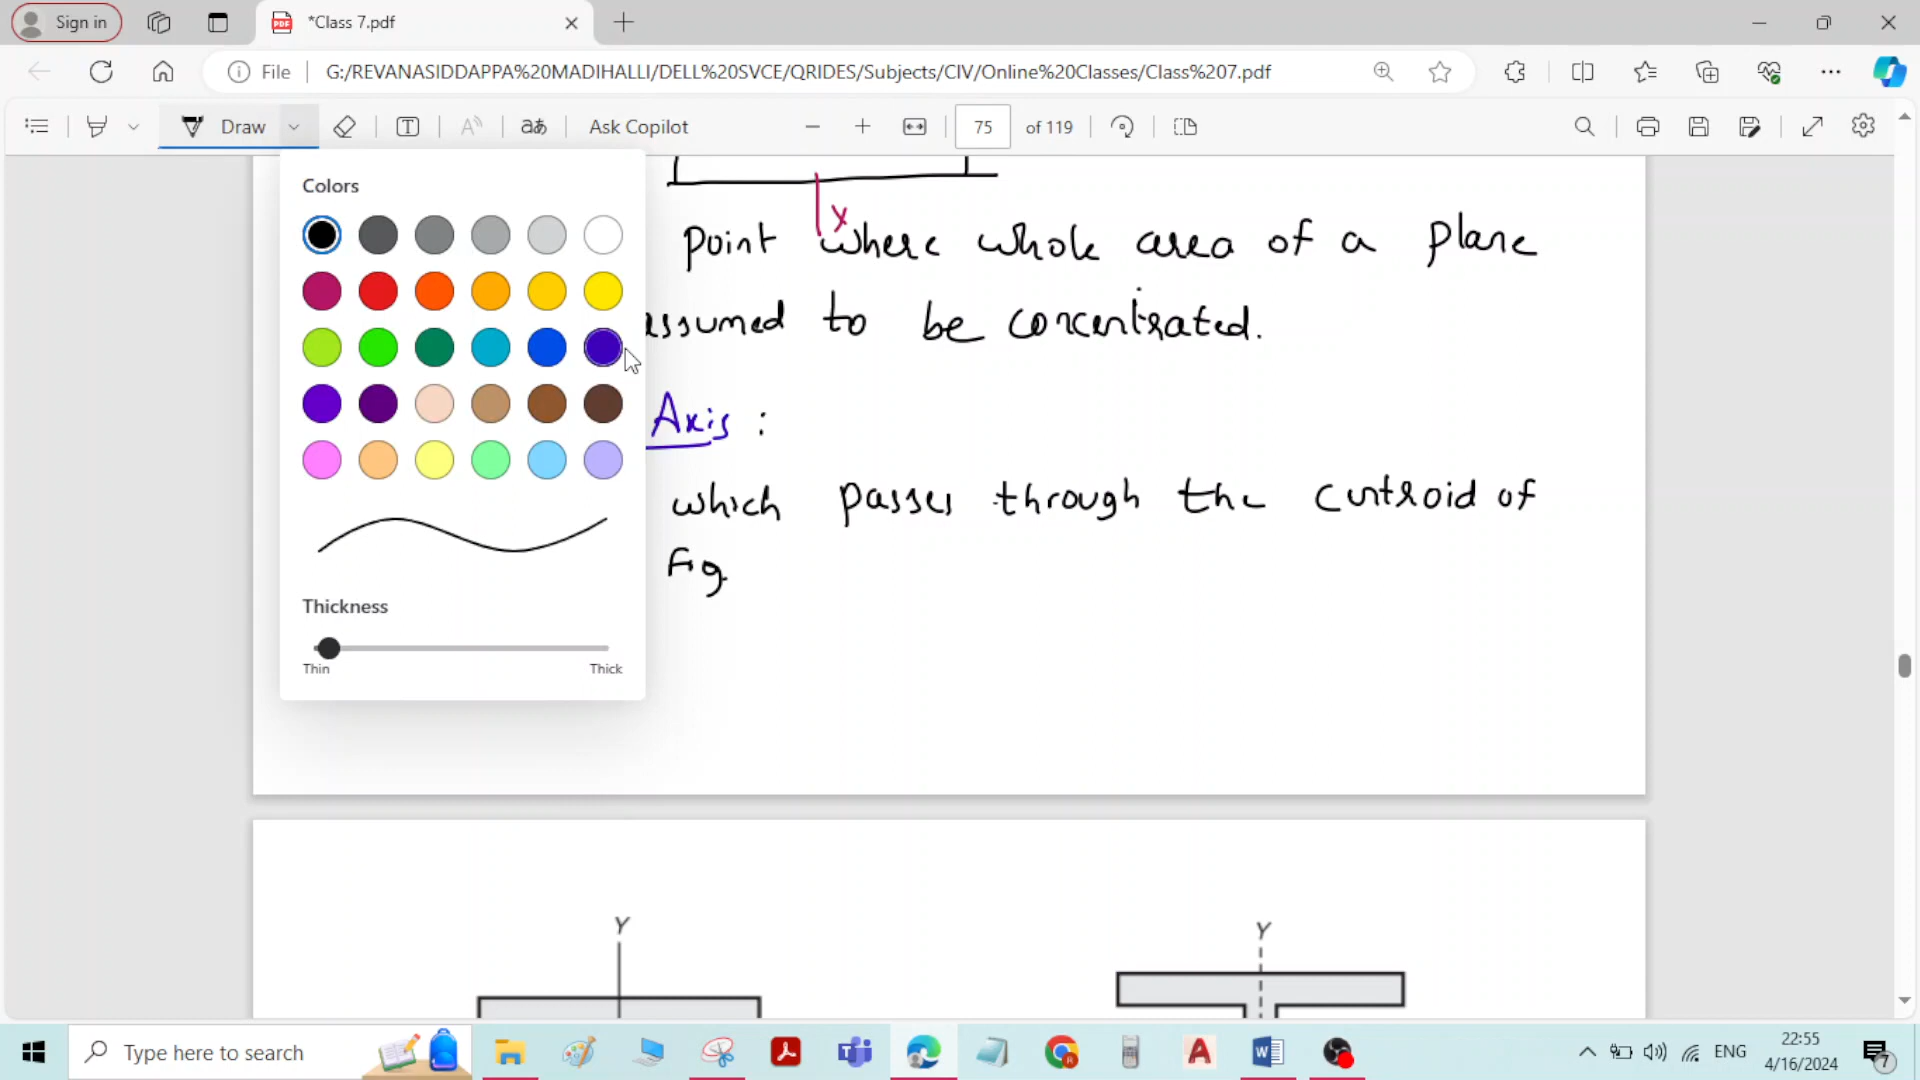 Sign in
*Class 7.pdf
File
G:/REVANASIDDAPPA%20MADIHALLI/DELL%20SVCE/QRIDES/Subjects/CIV/Online%20Classes/Class%207.pdf
Draw
Ask Copilot
75 of 119
Colors
Thickness
Thin
Thick
x
point where whole area of a plane
assumed to be concentrated.
Axis :
which passes through the centroid of
Fig.
Y
Y
Type here to search
ENG
22:55
4/16/2024
7